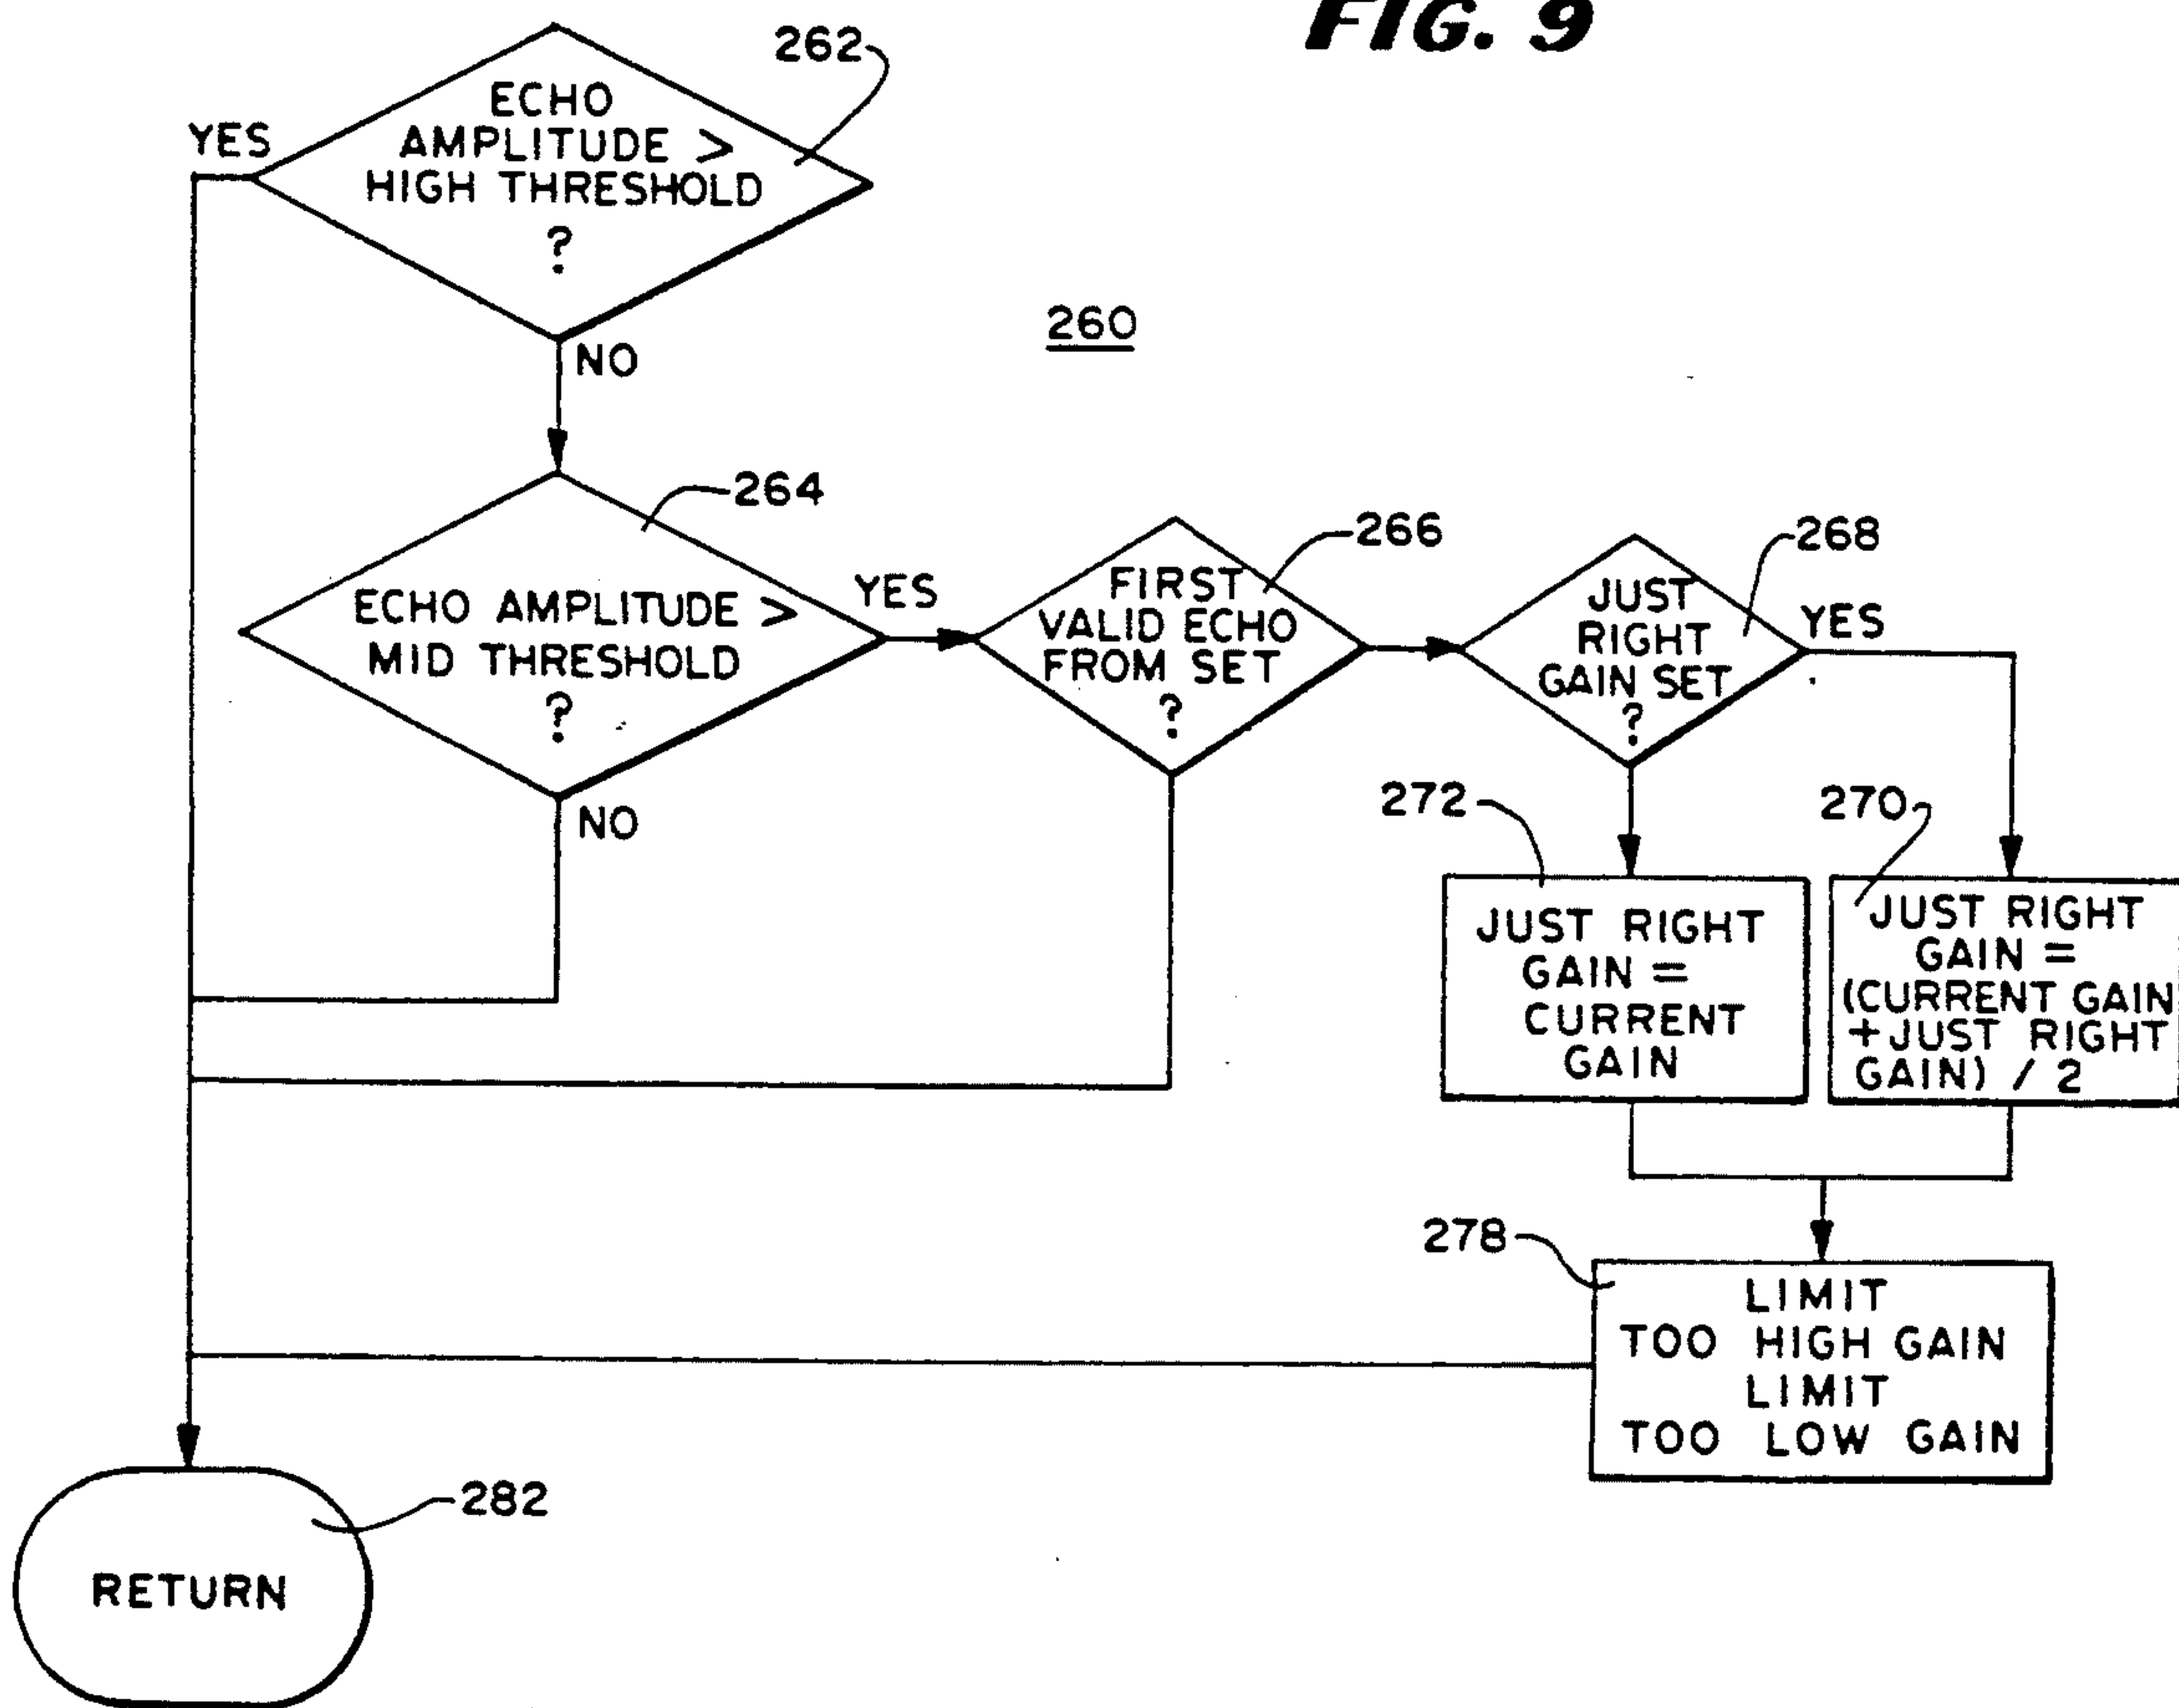 FIG. 9
262
ECHO
AMPLITUDE >
HIGH THRESHOLD
?
YES
NO
260
264
ECHO AMPLITUDE >
MID THRESHOLD
?
YES
NO
266
FIRST
VALID ECHO
FROM SET
?
268
JUST
RIGHT
GAIN SET
?
YES
272
JUST RIGHT
GAIN =
CURRENT
GAIN
270
JUST RIGHT
GAIN =
(CURRENT GAIN
+JUST RIGHT
GAIN) / 2
278
LIMIT
TOO HIGH GAIN
LIMIT
TOO LOW GAIN
282
RETURN